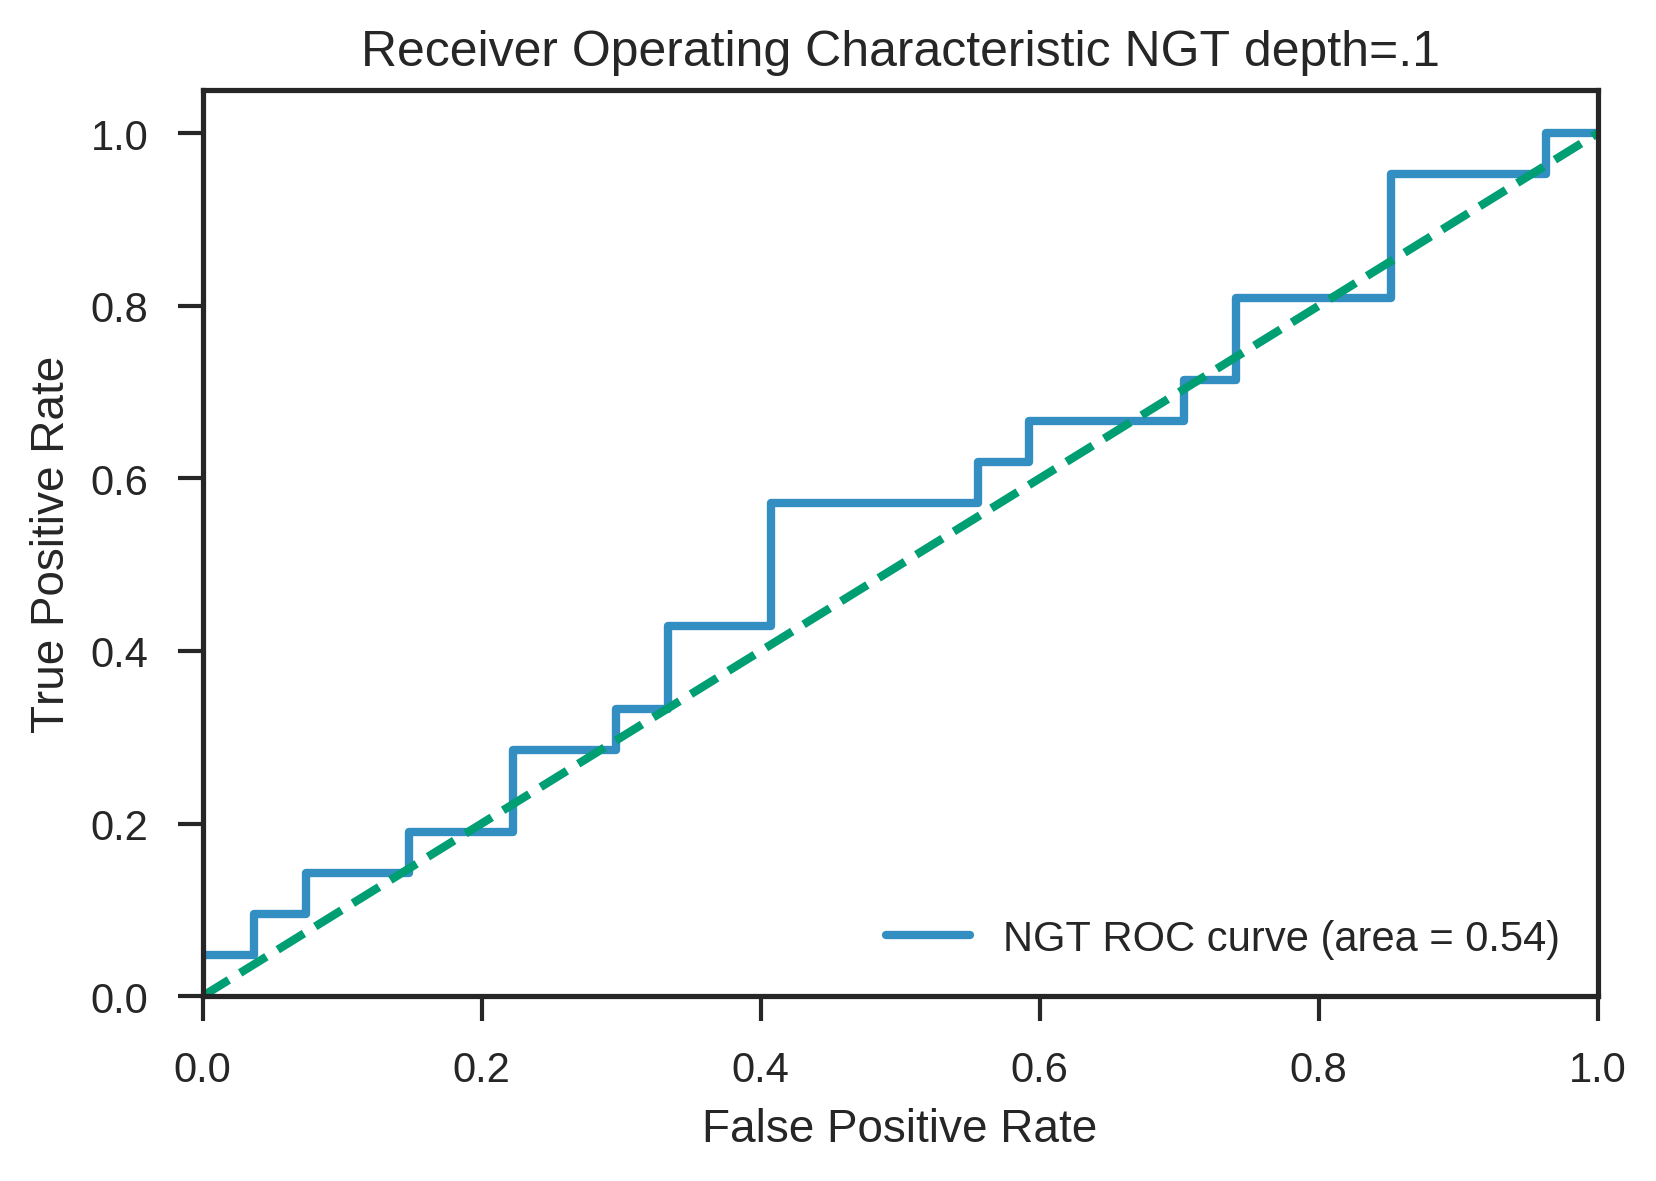 Receiver Operating Characteristic NGT depth=.1
1.0
0.8
0.6
0.4
0.2
0.0
True Positive Rate
NGT ROC curve (area = 0.54)
0.0 0.2 0.4 0.6 0.8 1.0
False Positive Rate